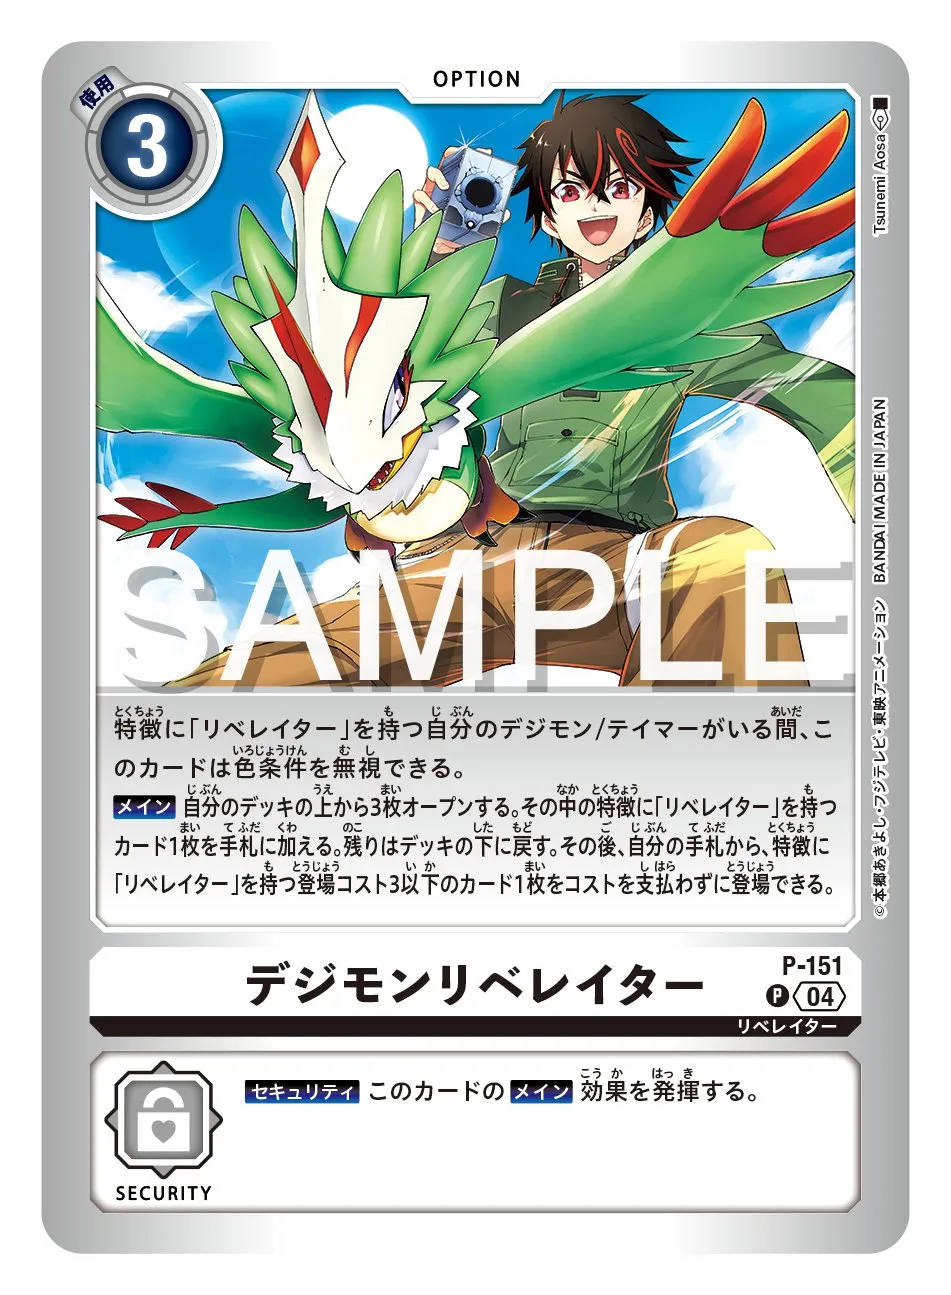 OPTION
使用
3
Tsunemi Aosa
SAMPLE
特徴に「リベレイター」を持つ自分のデジモン/テイマーがいる間、こ
のカードは色条件を無視できる。
メイン 自分のデッキの上から3枚オープンする。その中の特徴に「リベレイター」を持つ
カード1枚を手札に加える。残りはデッキの下に戻す。その後、自分の手札から、特徴に
「リベレイター」を持つ登場コスト3以下のカード1枚をコストを支払わずに登場できる。
©本郷あきよし・フジテレビ・東映アニメーション BANDAI MADE IN JAPAN
デジモンリベレイター
P-151
P 04
リベレイター
セキュリティ このカードの メイン 効果を発揮する。
SECURITY